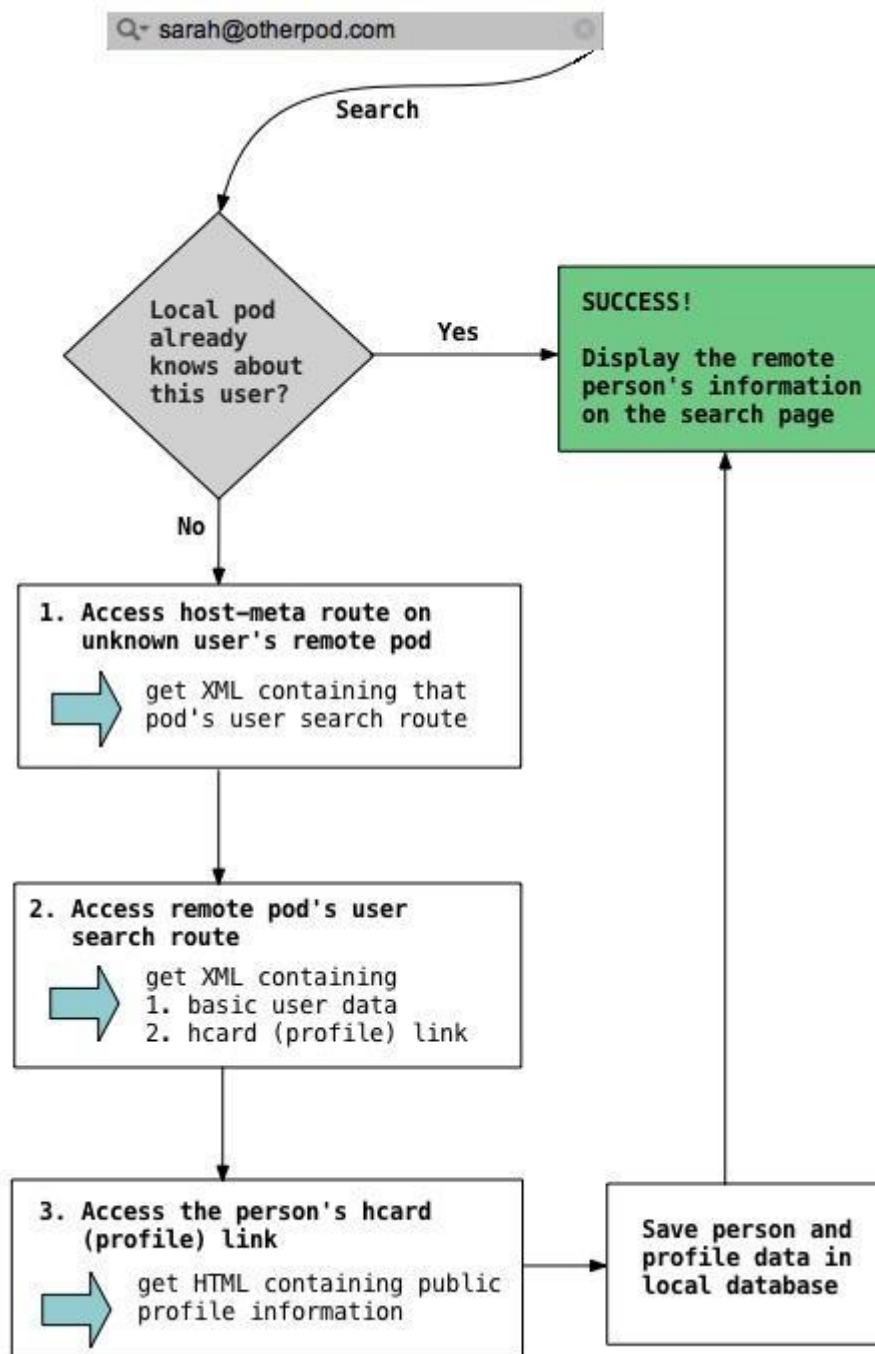 sarah@otherpod.com
Search
Local pod
already
knows about
this user?
Yes
SUCCESS!
Display the remote
person's information
on the search page
No
1. Access host-meta route on
unknown user's remote pod
get XML containing that
pod's user search route
2. Access remote pod's user
search route
get XML containing
1. basic user data
2. hcard (profile) link
3. Access the person's hcard
(profile) link
get HTML containing public
profile information
Save person and
profile data in
local database